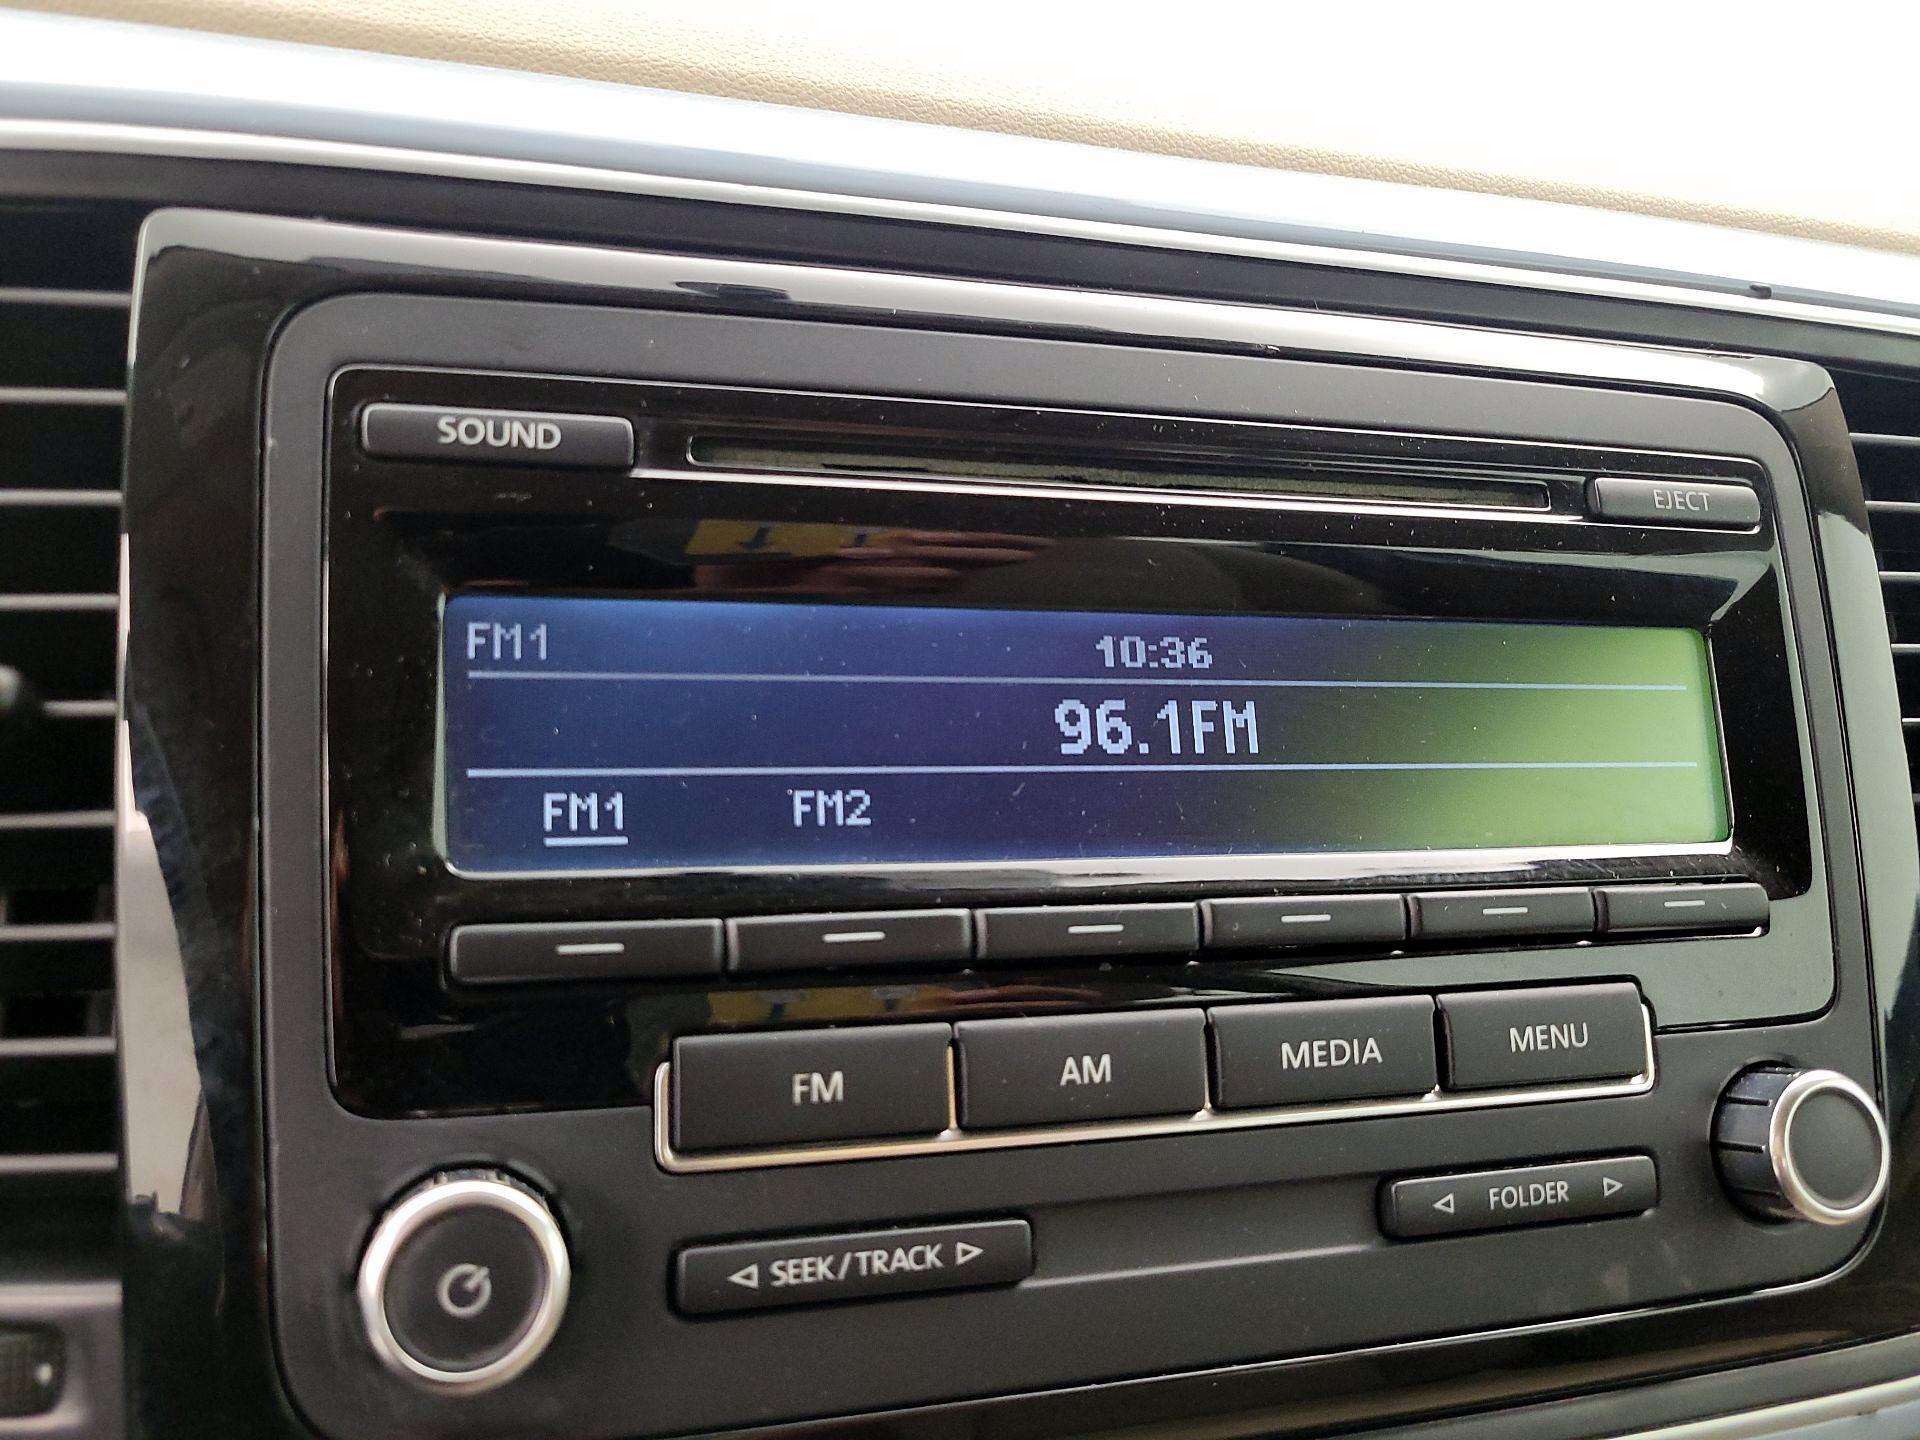 SOUND
EJECT
FM1 10:36
96.1FM
FM1 FM2
FM AM MEDIA MENU
◁ FOLDER ▷
◁ SEEK/TRACK ▷